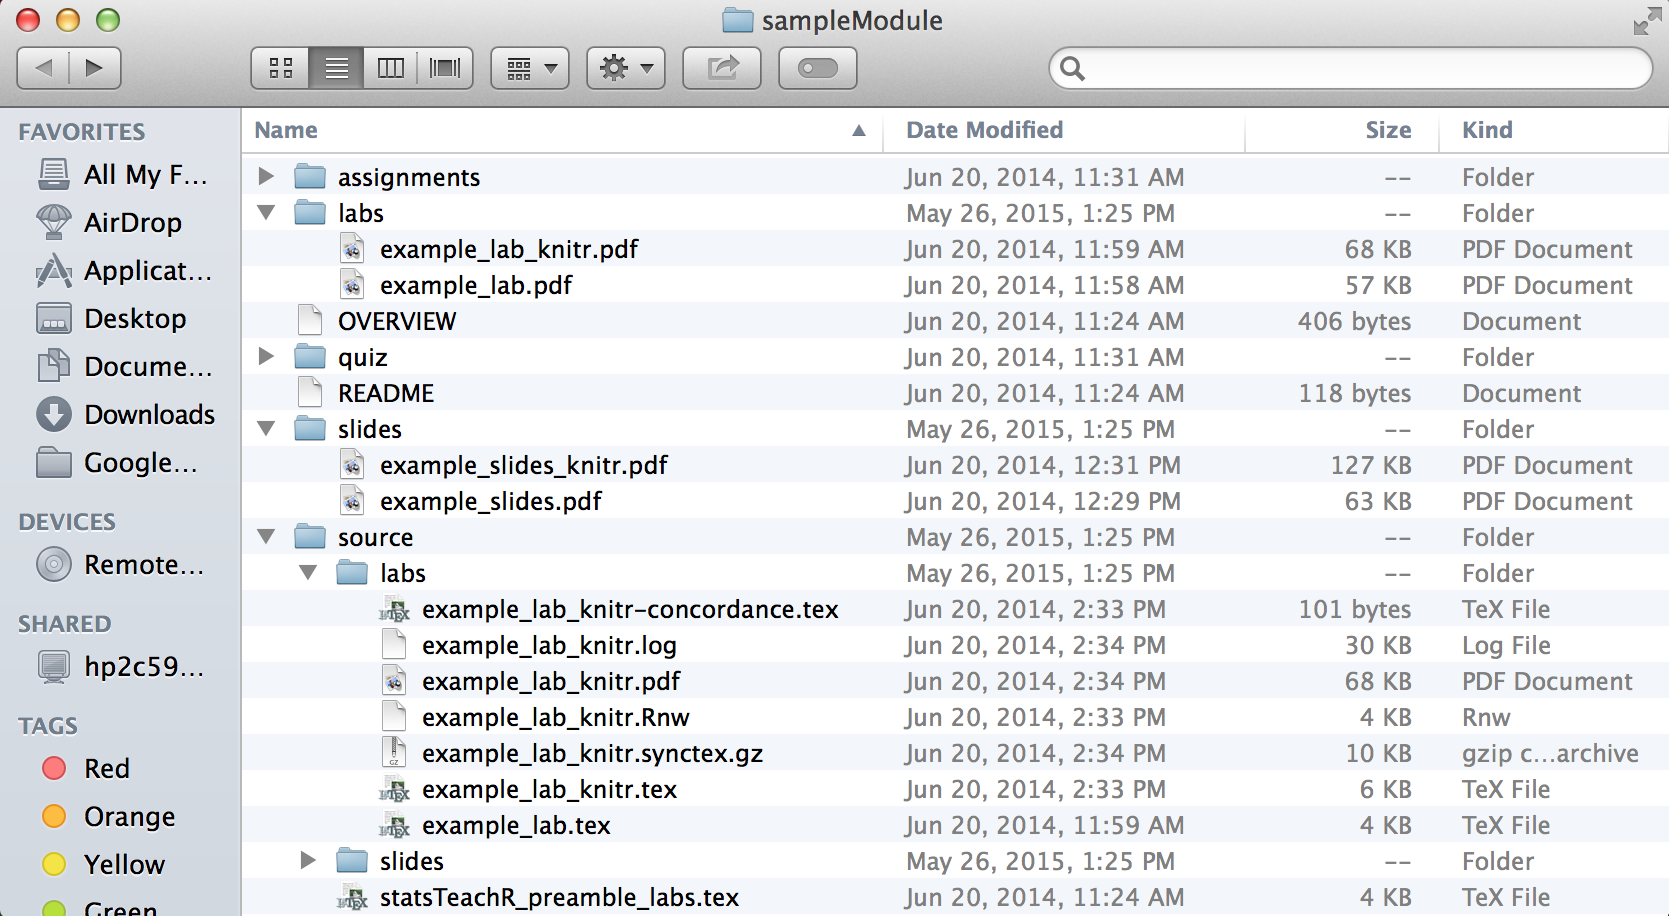 sampleModule
FAVORITES
All My F...
AirDrop
Applicat...
Desktop
Docume...
Downloads
Google...
DEVICES
Remote...
SHARED
hp2c59...
TAGS
Red
Orange
Yellow
Green
Name Date Modified Size Kind
assignments Jun 20, 2014, 11:31 AM -- Folder
labs May 26, 2015, 1:25 PM -- Folder
example_lab_knitr.pdf Jun 20, 2014, 11:59 AM 68 KB PDF Document
example_lab.pdf Jun 20, 2014, 11:58 AM 57 KB PDF Document
OVERVIEW Jun 20, 2014, 11:24 AM 406 bytes Document
quiz Jun 20, 2014, 11:31 AM -- Folder
README Jun 20, 2014, 11:24 AM 118 bytes Document
slides May 26, 2015, 1:25 PM -- Folder
example_slides_knitr.pdf Jun 20, 2014, 12:31 PM 127 KB PDF Document
example_slides.pdf Jun 20, 2014, 12:29 PM 63 KB PDF Document
source May 26, 2015, 1:25 PM -- Folder
labs May 26, 2015, 1:25 PM -- Folder
example_lab_knitr-concordance.tex Jun 20, 2014, 2:33 PM 101 bytes TeX File
example_lab_knitr.log Jun 20, 2014, 2:34 PM 30 KB Log File
example_lab_knitr.pdf Jun 20, 2014, 2:34 PM 68 KB PDF Document
example_lab_knitr.Rnw Jun 20, 2014, 2:33 PM 4 KB Rnw
example_lab_knitr.synctex.gz Jun 20, 2014, 2:34 PM 10 KB gzip c...archive
example_lab_knitr.tex Jun 20, 2014, 2:33 PM 6 KB TeX File
example_lab.tex Jun 20, 2014, 11:59 AM 4 KB TeX File
slides May 26, 2015, 1:25 PM -- Folder
statsTeachR_preamble_labs.tex Jun 20, 2014, 11:24 AM 4 KB TeX File